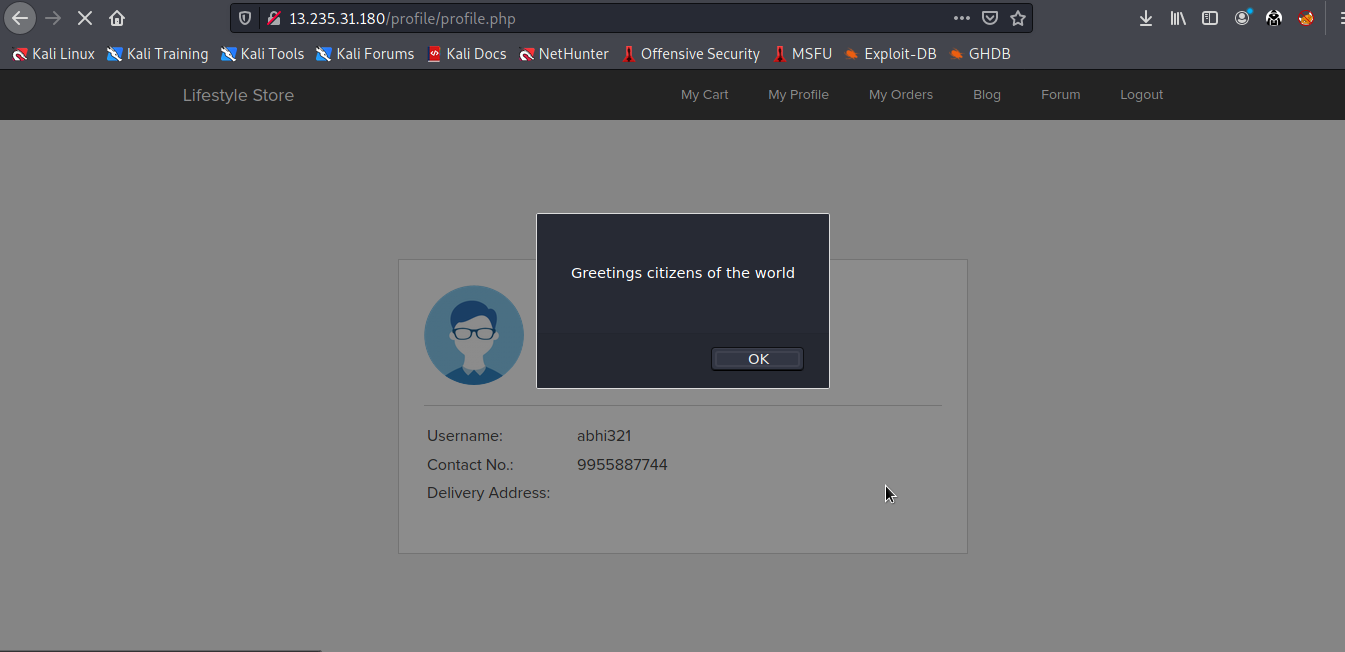 13.235.31.180/profile/profile.php
Kali Linux Kali Training Kali Tools Kali Forums Kali Docs NetHunter Offensive Security MSFU Exploit-DB GHDB
Lifestyle Store My Cart My Profile My Orders Blog Forum Logout
Greetings citizens of the world
OK
Username: abhi321
Contact No.: 9955887744
Delivery Address: